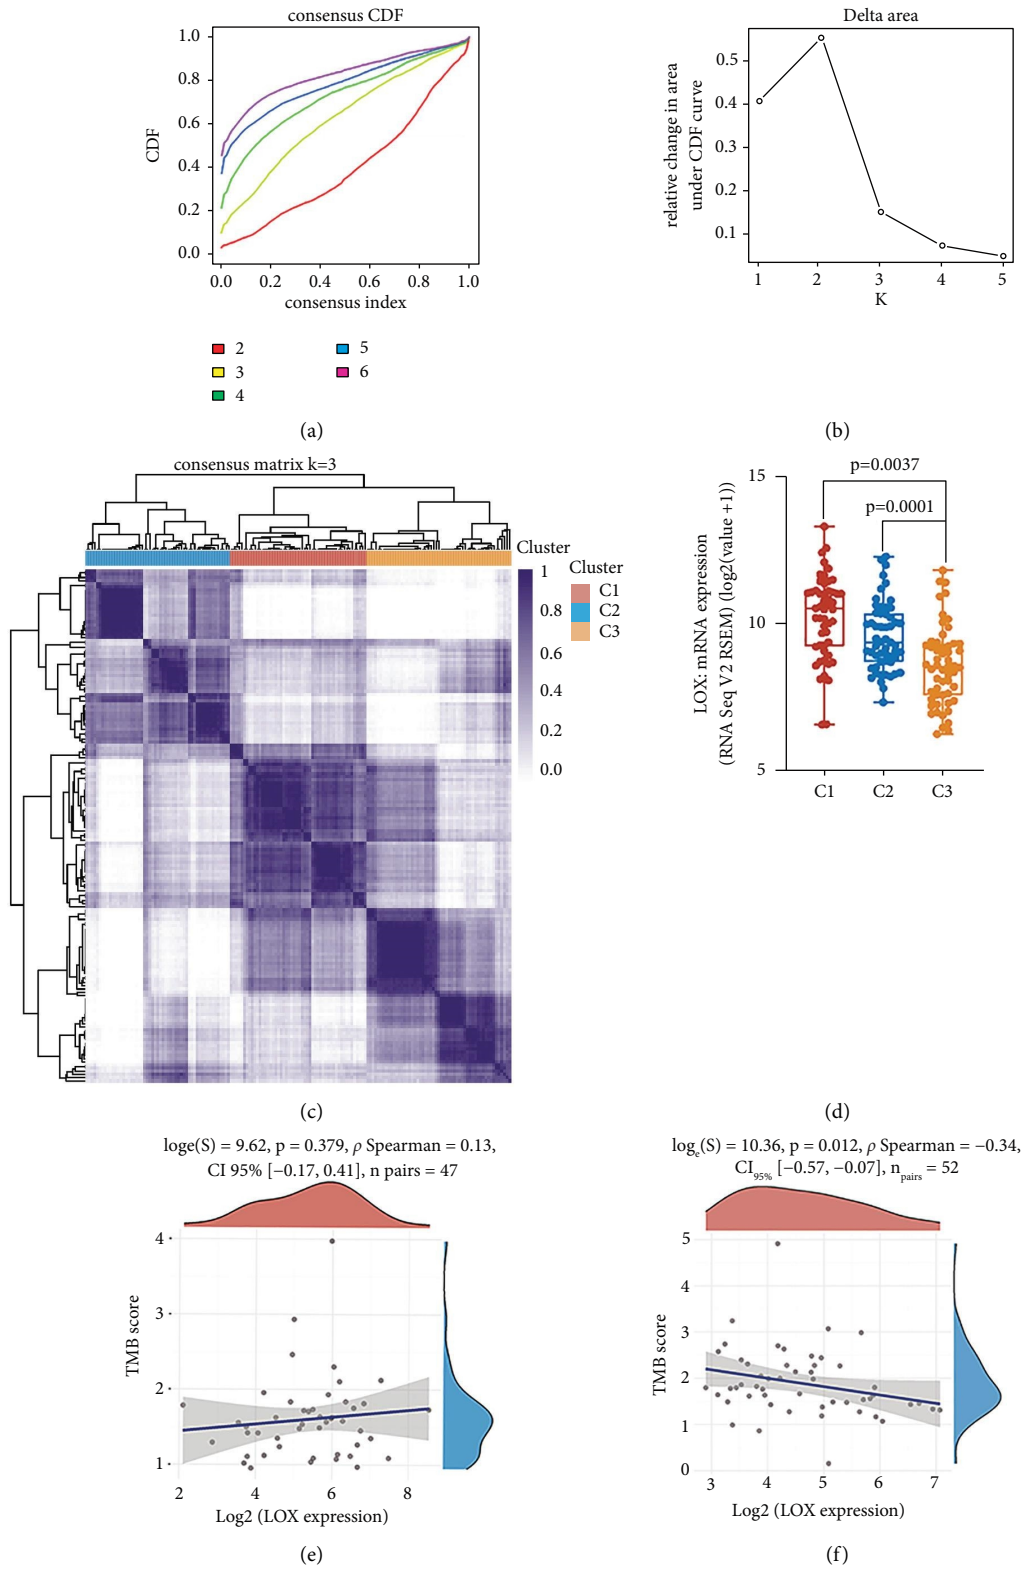 consensus CDF
1.0
0.8
0.6
0.4
0.2
0.0
CDF
0.0 0.2 0.4 0.6 0.8 1.0
consensus index
2
3
4
5
6
(a)
Delta area
0.5
0.4
0.3
0.2
0.1
relative change in area
under CDF curve
1 2 3 4 5
K
(b)
consensus matrix k=3
Cluster
1
0.8
0.6
0.4
0.2
0.0
Cluster
C1
C2
C3
(c)
15
10
5
LOX: mRNA expression
(RNA Seq V2 RSEM) (log2(value +1))
p=0.0037
p=0.0001
C1 C2 C3
(d)
loge(S) = 9.62, p = 0.379, ρ Spearman = 0.13,
CI 95% [−0.17, 0.41], n pairs = 47
4
3
2
1
TMB score
2 4 6 8
Log2 (LOX expression)
(e)
logₑ(S) = 10.36, p = 0.012, ρ Spearman = −0.34,
CI95% [−0.57, −0.07], npairs = 52
5
4
3
2
1
0
TMB score
3 4 5 6 7
Log2 (LOX expression)
(f)